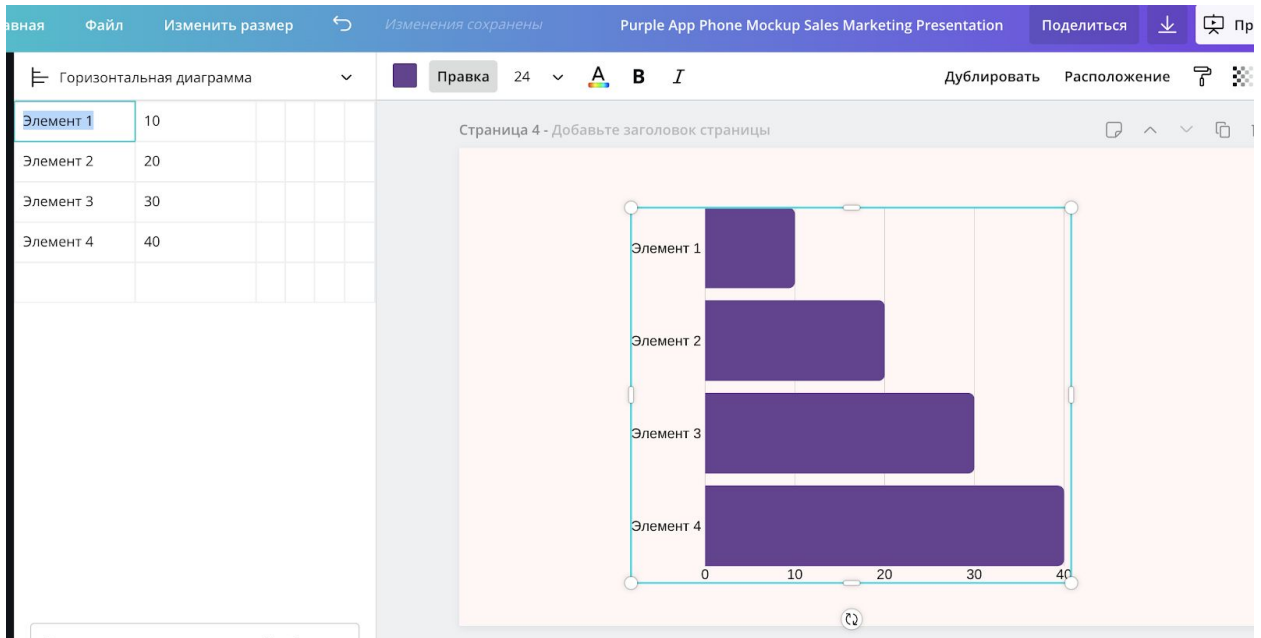 Файл Изменить размер Изменения сохранены Purple App Phone Mockup Sales Marketing Presentation Поделиться
Горизонтальная диаграмма Правка 24 A B I Дублировать Расположение
Элемент 1 10
Элемент 2 20
Элемент 3 30
Элемент 4 40
Страница 4 - Добавьте заголовок страницы
Элемент 1
Элемент 2
Элемент 3
Элемент 4
0 10 20 30 40